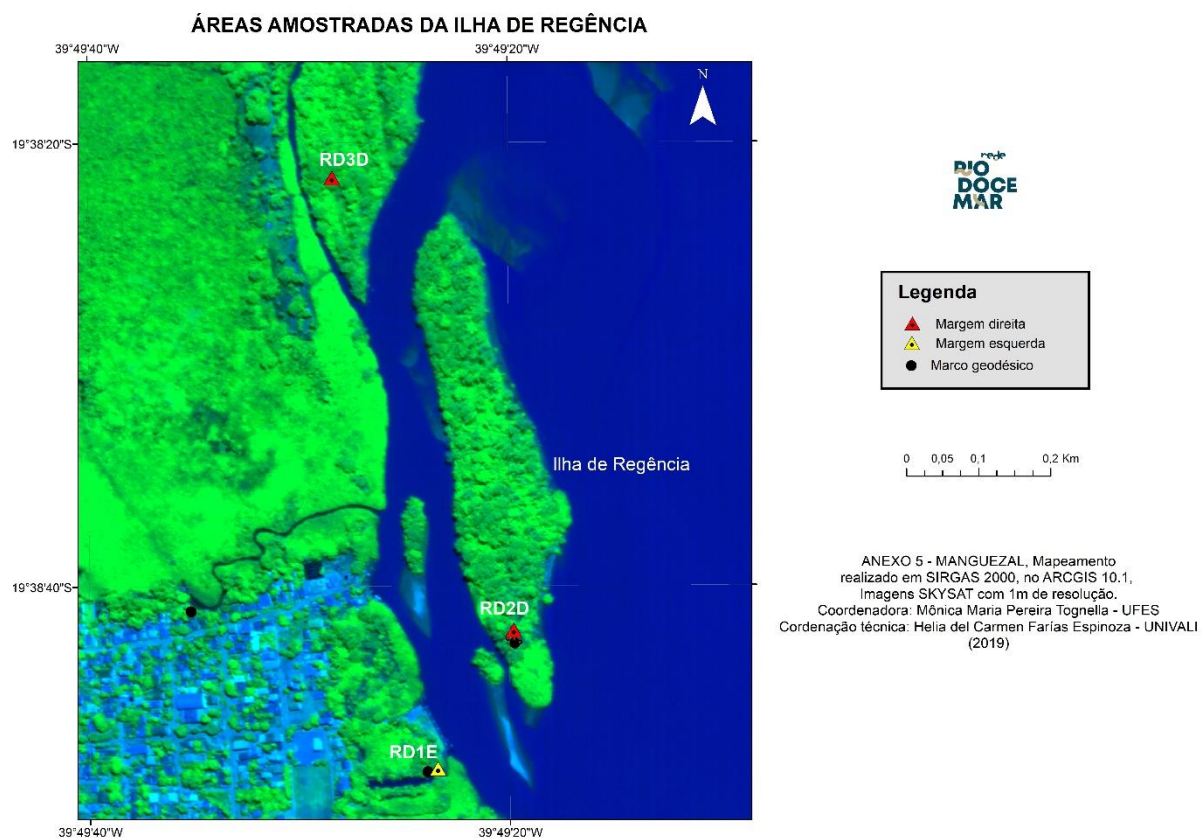 ÁREAS AMOSTRADAS DA ILHA DE REGÊNCIA
39°49'40"W
39°49'20"W
N
19°38'20"S
RD3D
rede
RIO
DOCE
MAR
Legenda
Margem direita
Margem esquerda
Marco geodésico
Ilha de Regência
0 0,05 0,1 0,2 Km
ANEXO 5 - MANGUEZAL, Mapeamento
realizado em SIRGAS 2000, no ARCGIS 10.1,
Imagens SKYSAT com 1m de resolução.
Coordenadora: Mônica Maria Pereira Tognella - UFES
Cordenação técnica: Helia del Carmen Farías Espinoza - UNIVALI
(2019)
19°38'40"S
RD2D
RD1E
39°49'40"W
39°49'20"W